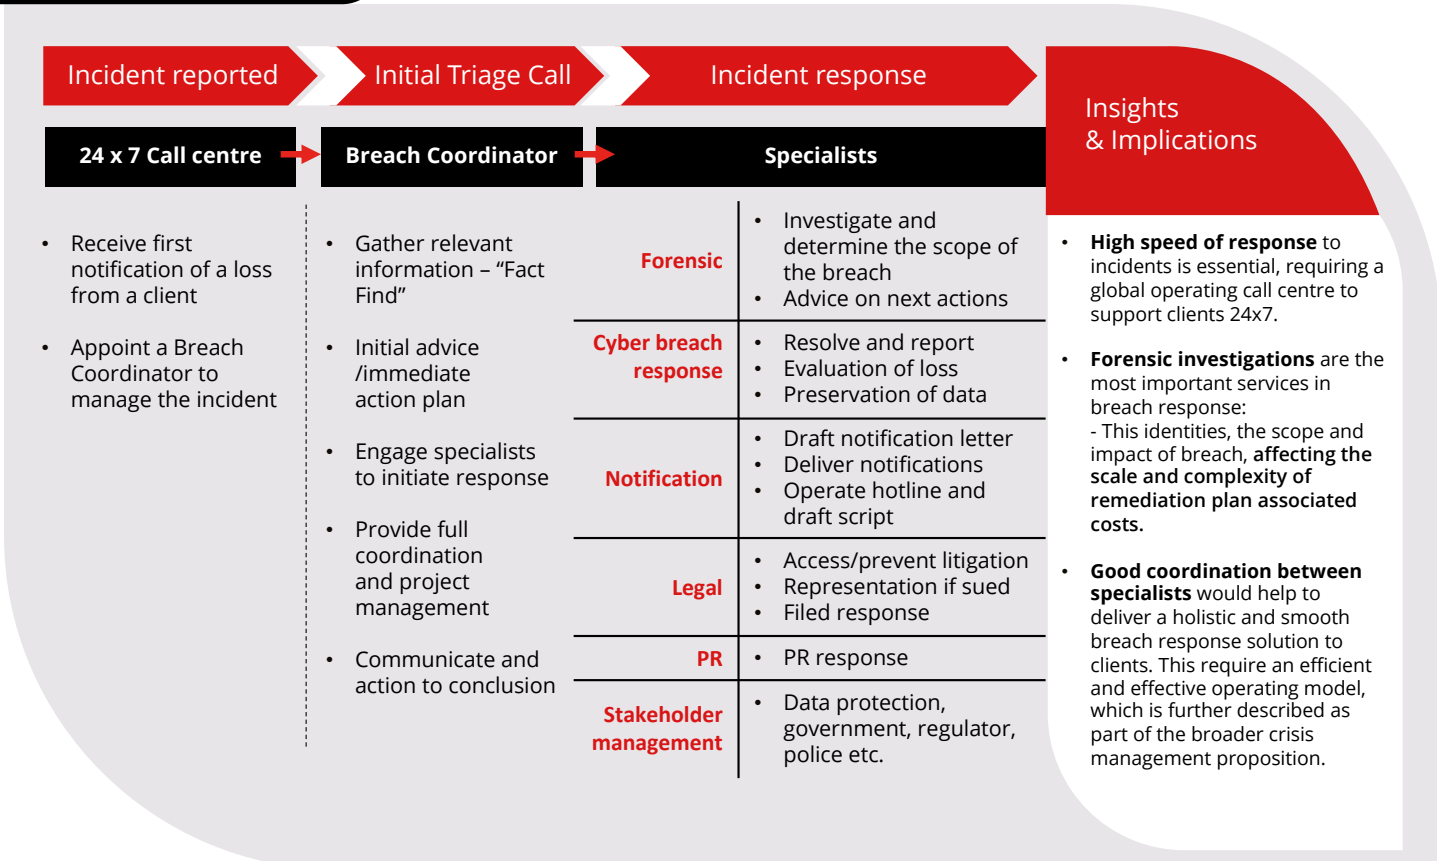 Incident reported
Initial Triage Call
Incident response
24 x 7 Call centre
Breach Coordinator
Specialists
• Receive first
notification of a loss
from a client
• Appoint a Breach
Coordinator to
manage the incident
• Gather relevant
information – “Fact
Find”
• Initial advice
/immediate
action plan
• Engage specialists
to initiate response
• Provide full
coordination
and project
management
• Communicate and
action to conclusion
Forensic
• Investigate and
determine the scope of
the breach
• Advice on next actions
Cyber breach
response
• Resolve and report
• Evaluation of loss
• Preservation of data
Notification
• Draft notification letter
• Deliver notifications
• Operate hotline and
draft script
Legal
• Access/prevent litigation
• Representation if sued
• Filed response
PR
• PR response
Stakeholder
management
• Data protection,
government, regulator,
police etc.
Insights
& Implications
• High speed of response to
incidents is essential, requiring a
global operating call centre to
support clients 24x7.
• Forensic investigations are the
most important services in
breach response:
- This identities, the scope and
impact of breach, affecting the
scale and complexity of
remediation plan associated
costs.
• Good coordination between
specialists would help to
deliver a holistic and smooth
breach response solution to
clients. This require an efficient
and effective operating model,
which is further described as
part of the broader crisis
management proposition.